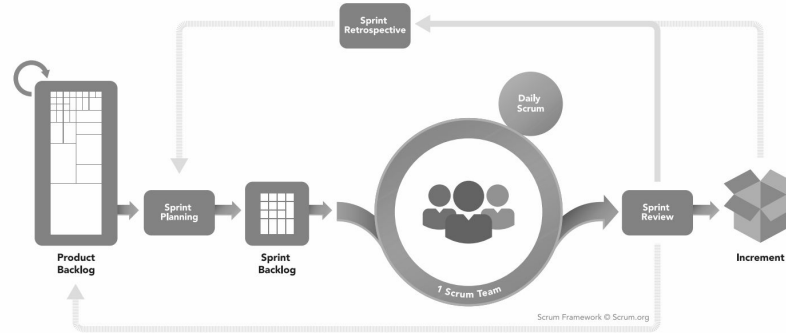 Sprint
Retrospective
Daily
Scrum
Sprint
Planning
Sprint
Review
Product
Backlog
Sprint
Backlog
Increment
1 Scrum Team
Scrum Framework © Scrum.org